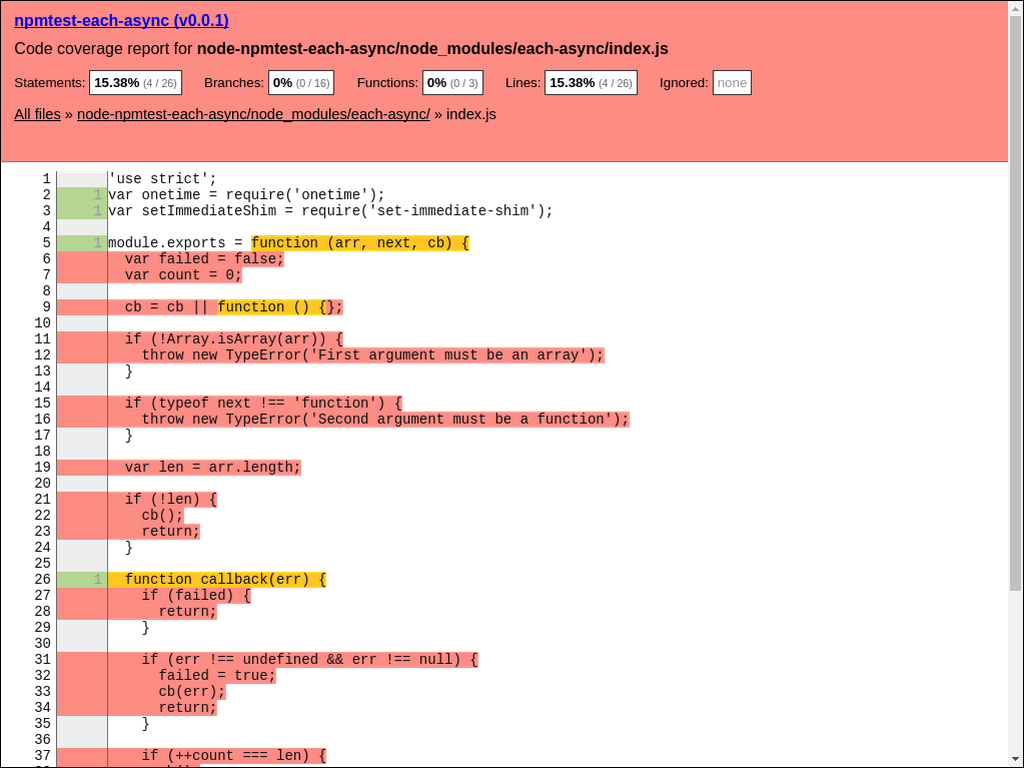 npmtest-each-async (v0.0.1)
Code coverage report for node-npmtest-each-async/node_modules/each-async/index.js
Statements: 15.38% (4 / 26) Branches: 0% (0 / 16) Functions: 0% (0 / 3) Lines: 15.38% (4 / 26) Ignored: none
All files » node-npmtest-each-async/node_modules/each-async/ » index.js
1 'use strict';
2 1 var onetime = require('onetime');
3 1 var setImmediateShim = require('set-immediate-shim');
4
5 1 module.exports = function (arr, next, cb) {
6 var failed = false;
7 var count = 0;
8
9 cb = cb || function () {};
10
11 if (!Array.isArray(arr)) {
12 throw new TypeError('First argument must be an array');
13 }
14
15 if (typeof next !== 'function') {
16 throw new TypeError('Second argument must be a function');
17 }
18
19 var len = arr.length;
20
21 if (!len) {
22 cb();
23 return;
24 }
25
26 1 function callback(err) {
27 if (failed) {
28 return;
29 }
30
31 if (err !== undefined && err !== null) {
32 failed = true;
33 cb(err);
34 return;
35 }
36
37 if (++count === len) {